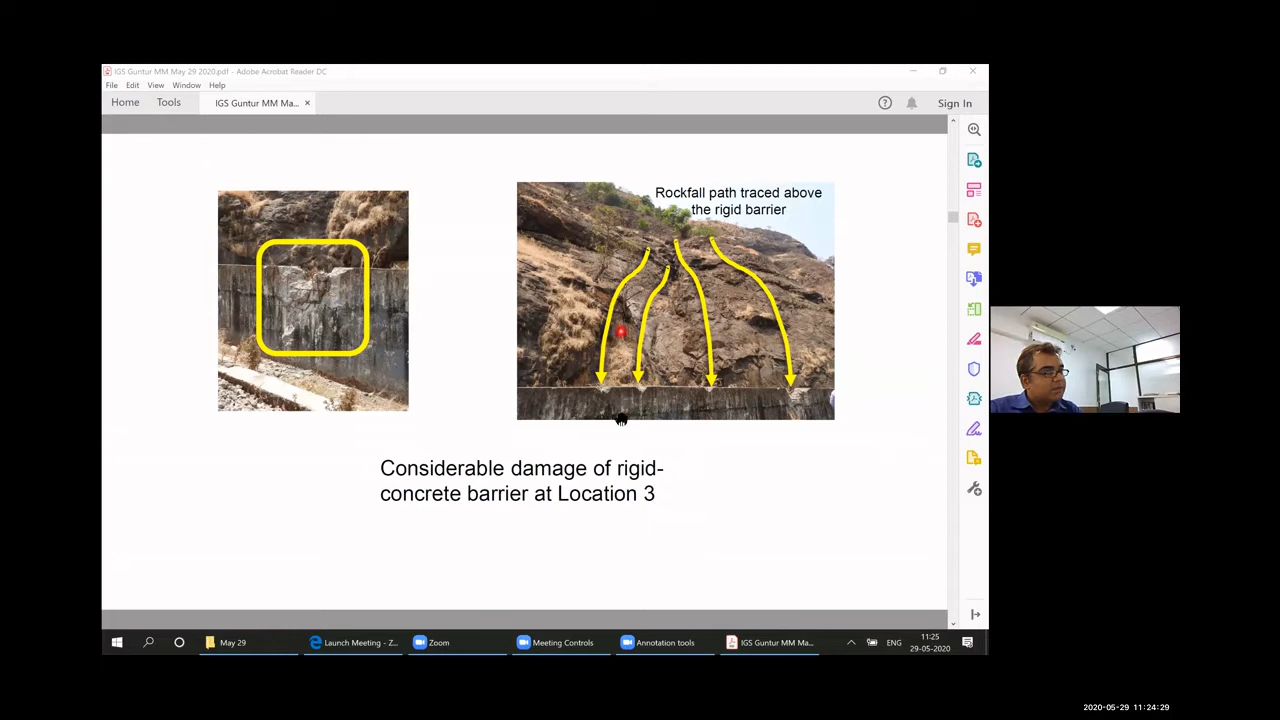 IGS Guntur MM May 29 2020.pdf - Adobe Acrobat Reader DC
File Edit View Window Help
Home Tools IGS Guntur MM Ma... × Sign In
Rockfall path traced above
the rigid barrier
Considerable damage of rigid-
concrete barrier at Location 3
May 29 Launch Meeting - Z... Zoom Meeting Controls Annotation tools IGS Guntur MM Ma... ENG
11:25
29-05-2020
2020-05-29 11:24:29